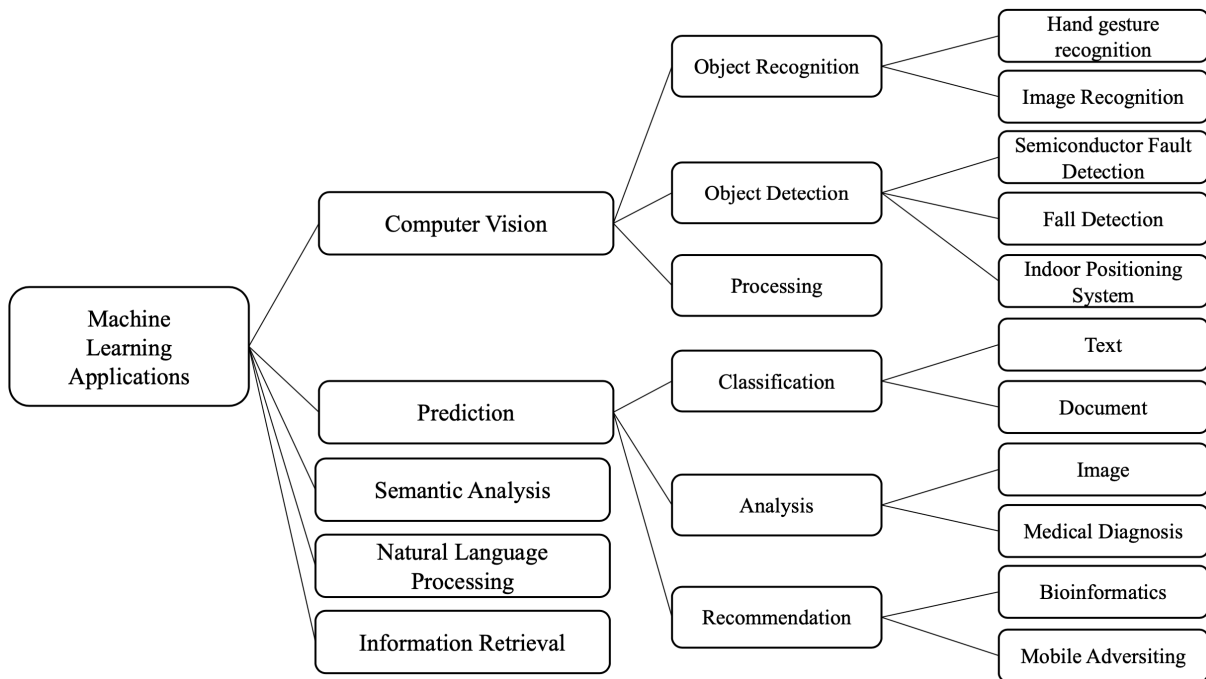 Machine
Learning
Applications
Computer Vision
Prediction
Semantic Analysis
Natural Language
Processing
Information Retrieval
Object Recognition
Object Detection
Processing
Classification
Analysis
Recommendation
Hand gesture
recognition
Image Recognition
Semiconductor Fault
Detection
Fall Detection
Indoor Positioning
System
Text
Document
Image
Medical Diagnosis
Bioinformatics
Mobile Adversiting